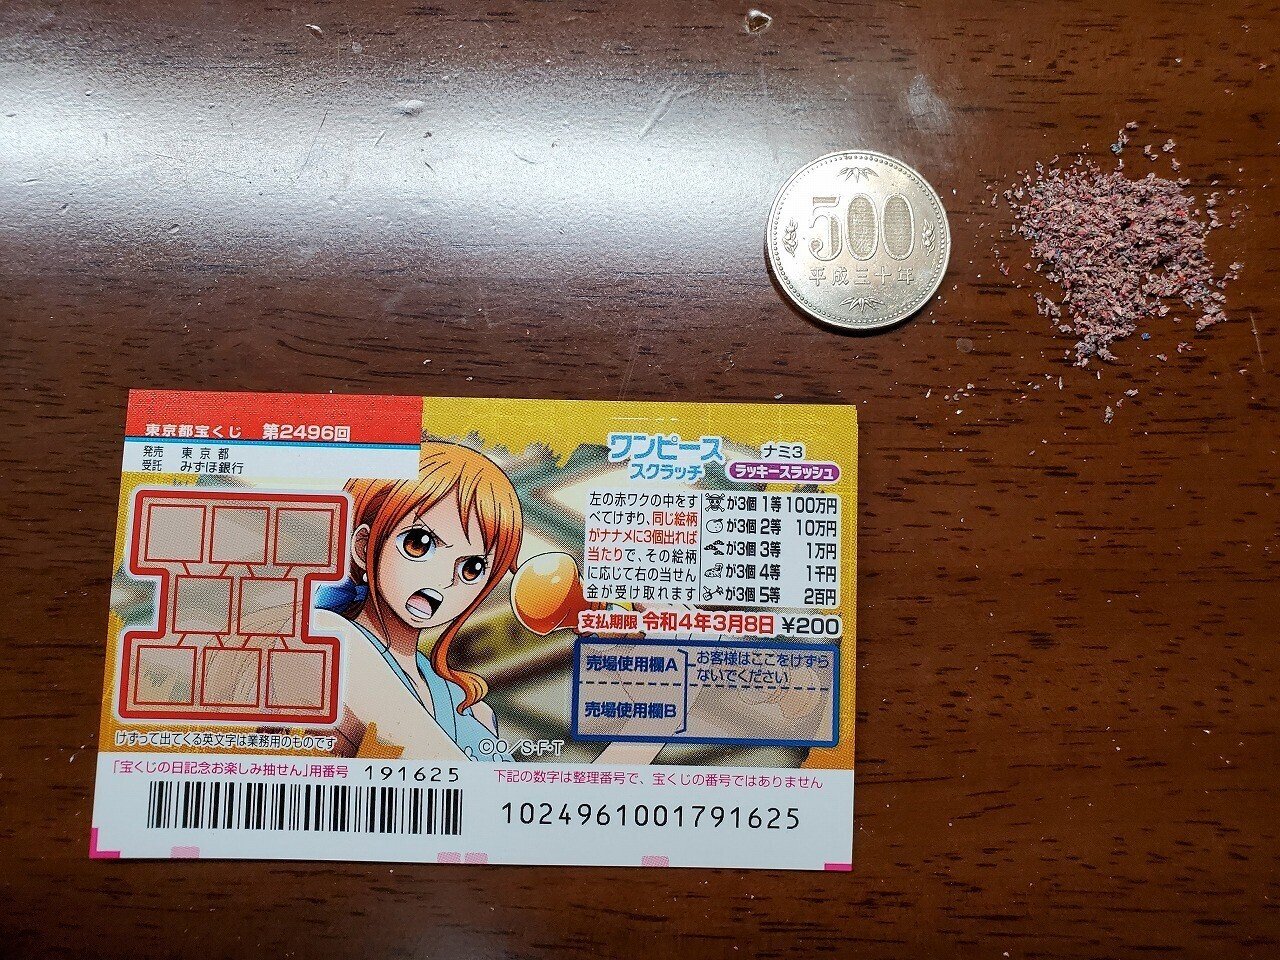 500
平成三十年
東京都宝くじ 第2496回
発売 東京都
受託 みずほ銀行
ワンピース
スクラッチ
ナミ3
ラッキースラッシュ
左の赤ワクの中をす
べてけずり、同じ絵柄
がナナメに3個出れば
当たりで、その絵柄
に応じて右の当せん
金が受け取れます
が3個 1等 100万円
が3個 2等 10万円
が3個 3等 1万円
が3個 4等 1千円
が3個 5等 2百円
支払期限 令和4年3月8日 ¥200
売場使用欄A
お客様はここをけずら
ないでください
売場使用欄B
©O/S・F・T
けずって出てくる英文字は業務用のものです
「宝くじの日記念お楽しみ抽せん」用番号 191625
下記の数字は整理番号で、宝くじの番号ではありません
1024961001791625